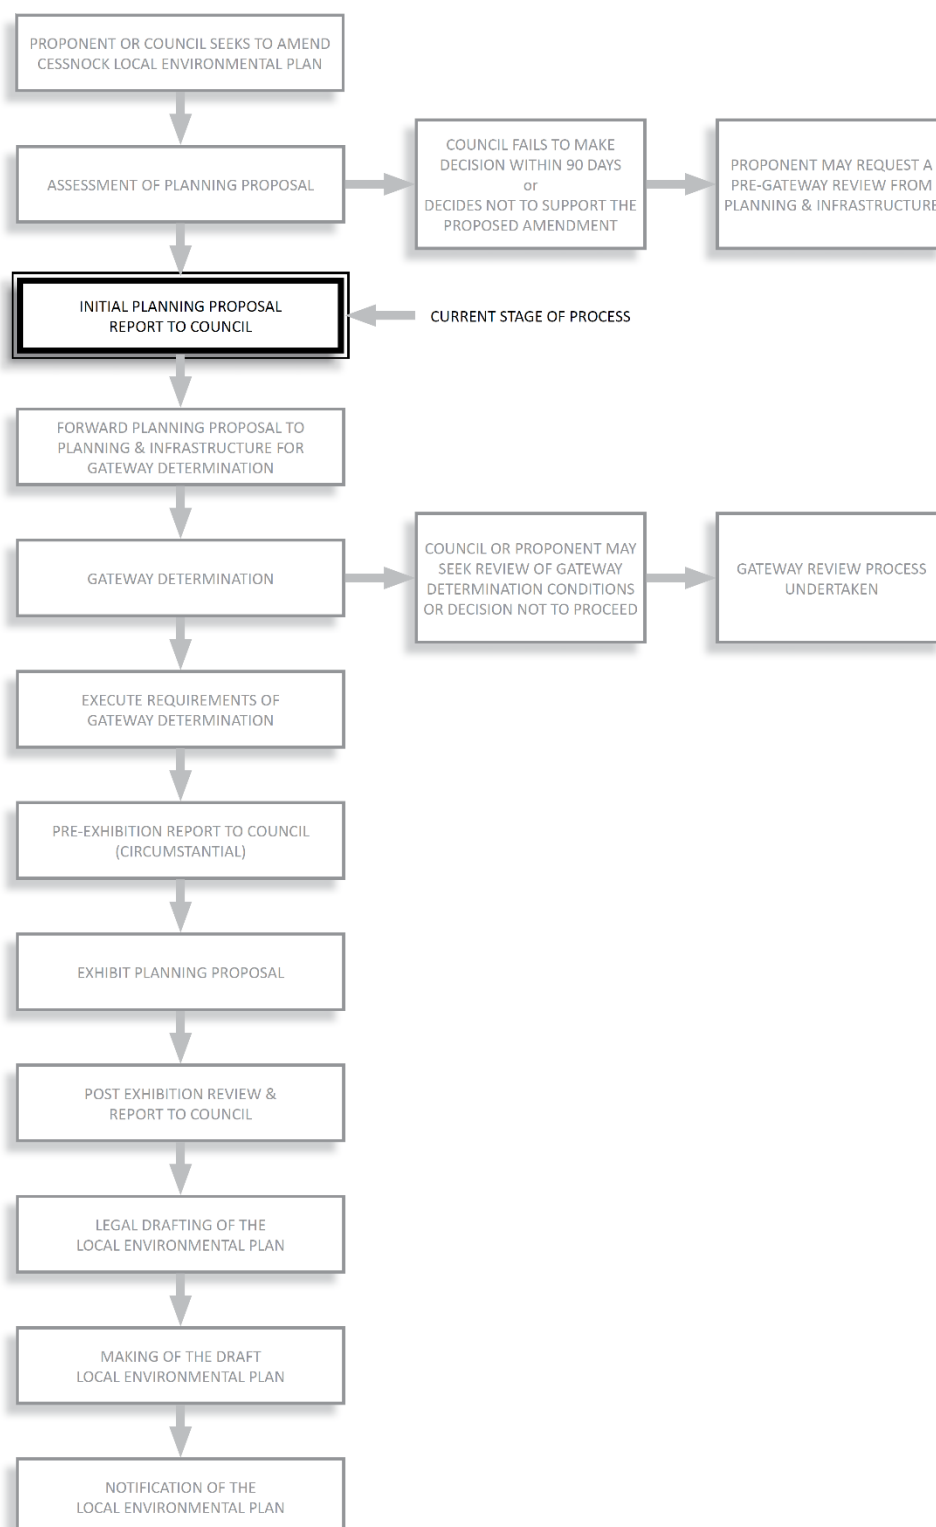 PROPONENT OR COUNCIL SEEKS TO AMEND
CESSNOCK LOCAL ENVIRONMENTAL PLAN
ASSESSMENT OF PLANNING PROPOSAL
COUNCIL FAILS TO MAKE
DECISION WITHIN 90 DAYS
or
DECIDES NOT TO SUPPORT THE
PROPOSED AMENDMENT
PROPONENT MAY REQUEST A
PRE-GATEWAY REVIEW FROM
PLANNING & INFRASTRUCTURE
INITIAL PLANNING PROPOSAL
REPORT TO COUNCIL
CURRENT STAGE OF PROCESS
FORWARD PLANNING PROPOSAL TO
PLANNING & INFRASTRUCTURE FOR
GATEWAY DETERMINATION
GATEWAY DETERMINATION
COUNCIL OR PROPONENT MAY
SEEK REVIEW OF GATEWAY
DETERMINATION CONDITIONS
OR DECISION NOT TO PROCEED
GATEWAY REVIEW PROCESS
UNDERTAKEN
EXECUTE REQUIREMENTS OF
GATEWAY DETERMINATION
PRE-EXHIBITION REPORT TO COUNCIL
(CIRCUMSTANTIAL)
EXHIBIT PLANNING PROPOSAL
POST EXHIBITION REVIEW &
REPORT TO COUNCIL
LEGAL DRAFTING OF THE
LOCAL ENVIRONMENTAL PLAN
MAKING OF THE DRAFT
LOCAL ENVIRONMENTAL PLAN
NOTIFICATION OF THE
LOCAL ENVIRONMENTAL PLAN